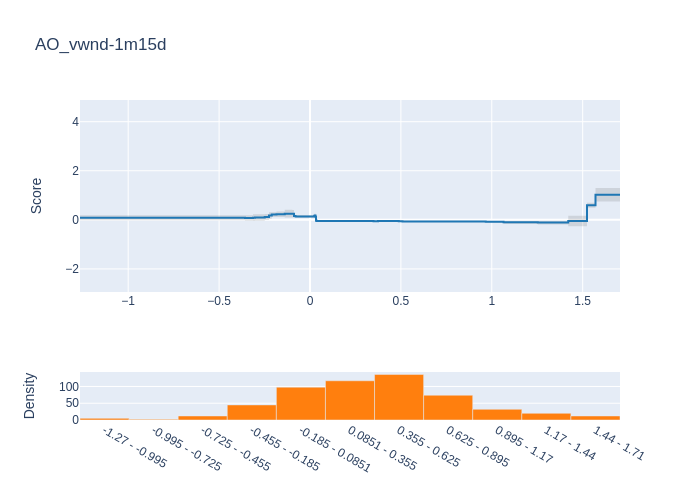 AO_vwnd-1m15d
Score
4
2
0
−2
−1
−0.5
0
0.5
1
1.5
Density
100
50
0
-1.27 - -0.995
-0.995 - -0.725
-0.725 - -0.455
-0.455 - -0.185
-0.185 - 0.0851
0.0851 - 0.355
0.355 - 0.625
0.625 - 0.895
0.895 - 1.17
1.17 - 1.44
1.44 - 1.71